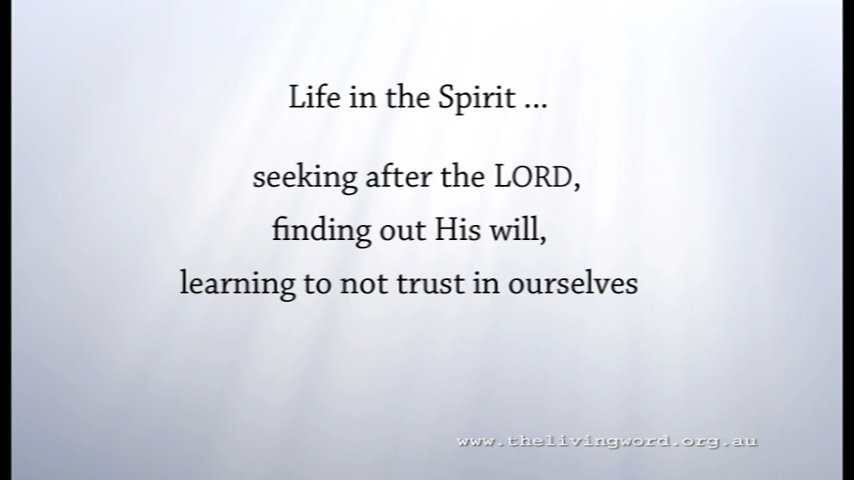 Life in the Spirit ...
seeking after the LORD,
finding out His will,
learning to not trust in ourselves
www.thelivingword.org.au